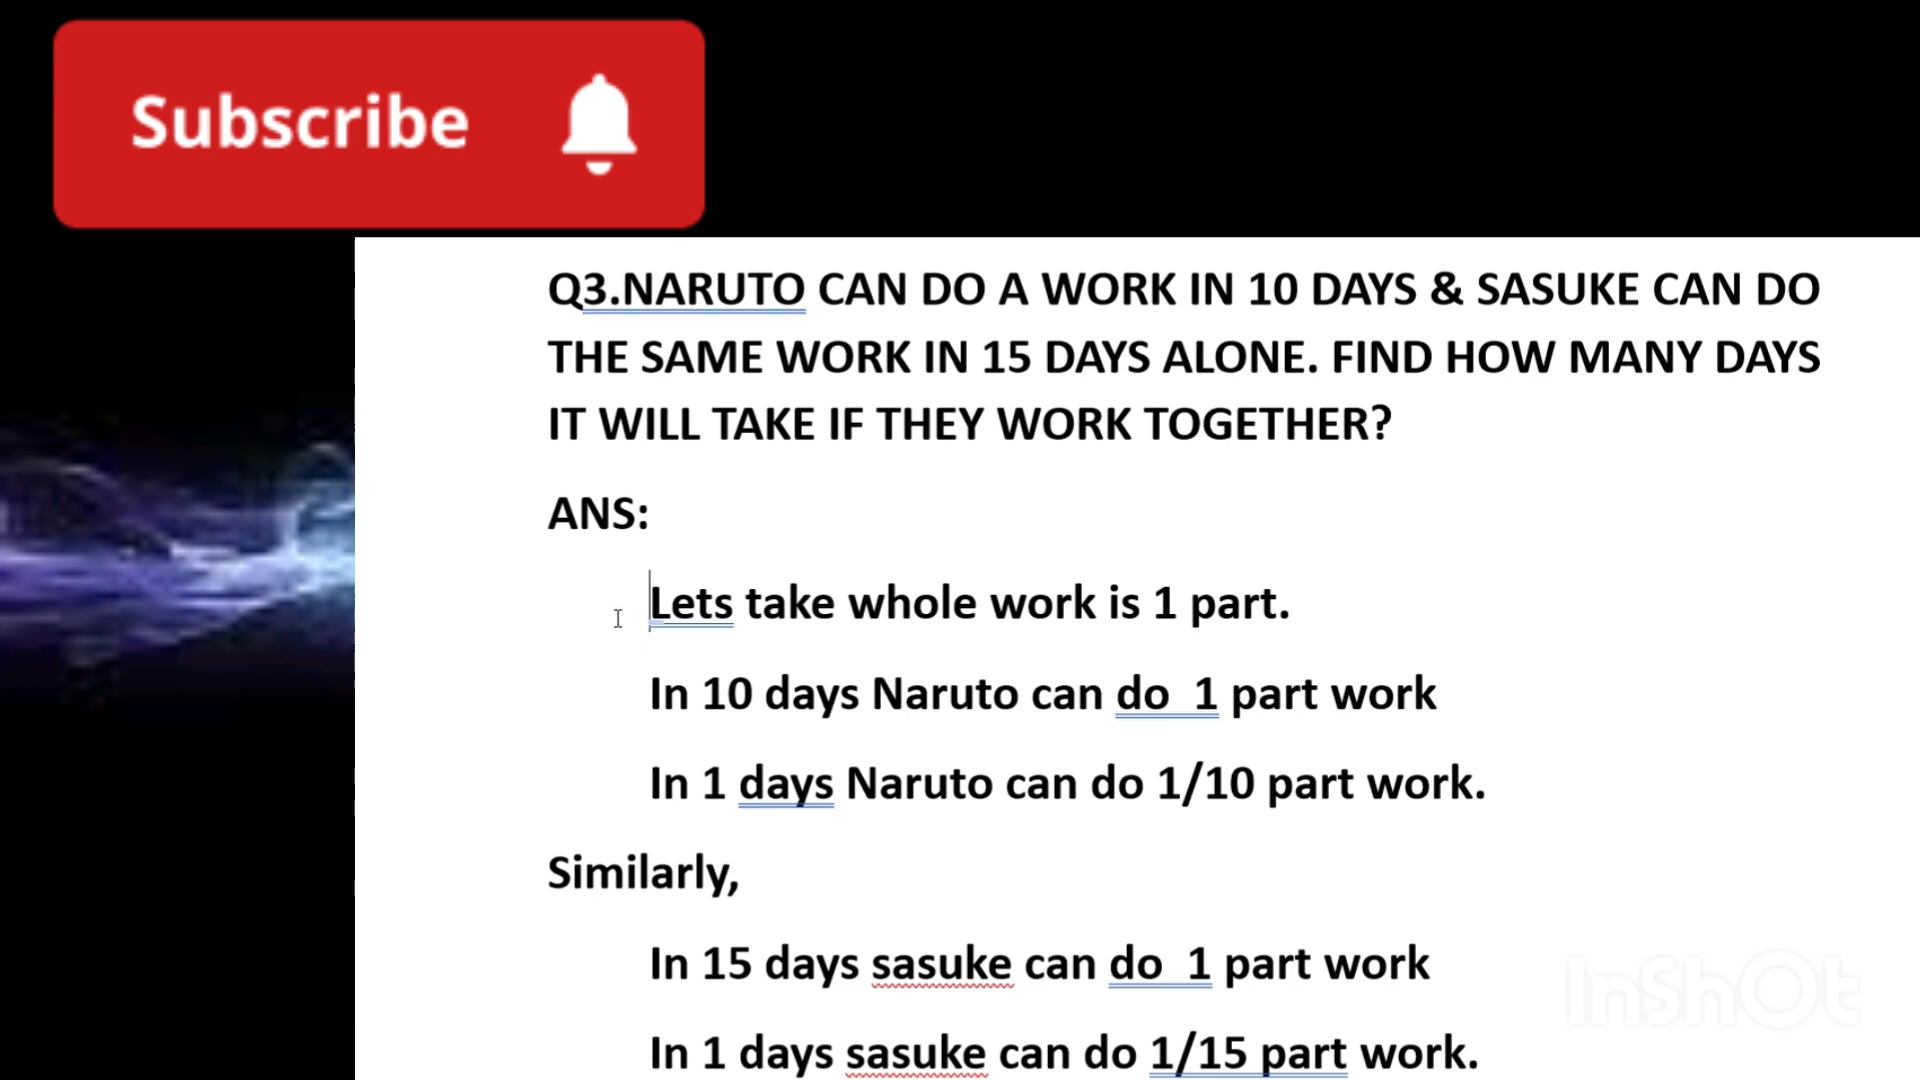 Subscribe
Q3.NARUTO CAN DO A WORK IN 10 DAYS & SASUKE CAN DO
THE SAME WORK IN 15 DAYS ALONE. FIND HOW MANY DAYS
IT WILL TAKE IF THEY WORK TOGETHER?
ANS:
Lets take whole work is 1 part.
In 10 days Naruto can do  1 part work
In 1 days Naruto can do 1/10 part work.
Similarly,
In 15 days sasuke can do  1 part work
In 1 days sasuke can do 1/15 part work.
InShOt